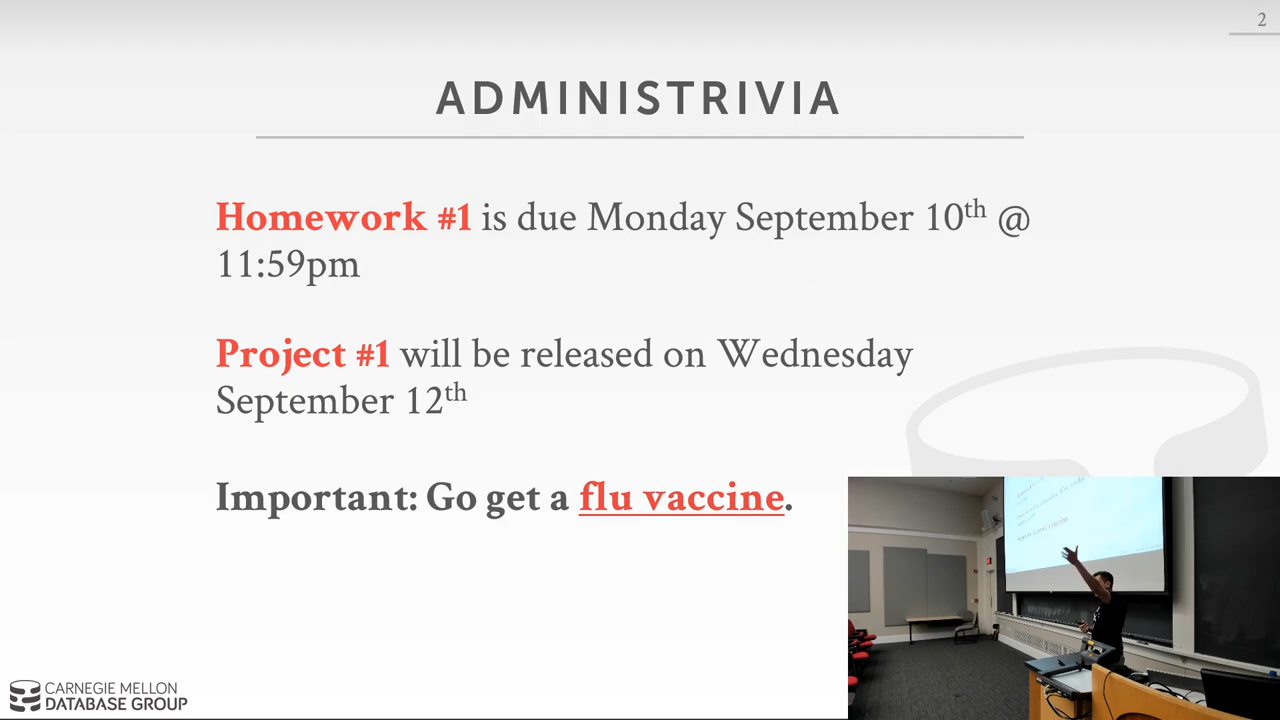 2
ADMINISTRIVIA
Homework #1 is due Monday September 10th @
11:59pm
Project #1 will be released on Wednesday
September 12th
Important: Go get a flu vaccine.
CARNEGIE MELLON
DATABASE GROUP